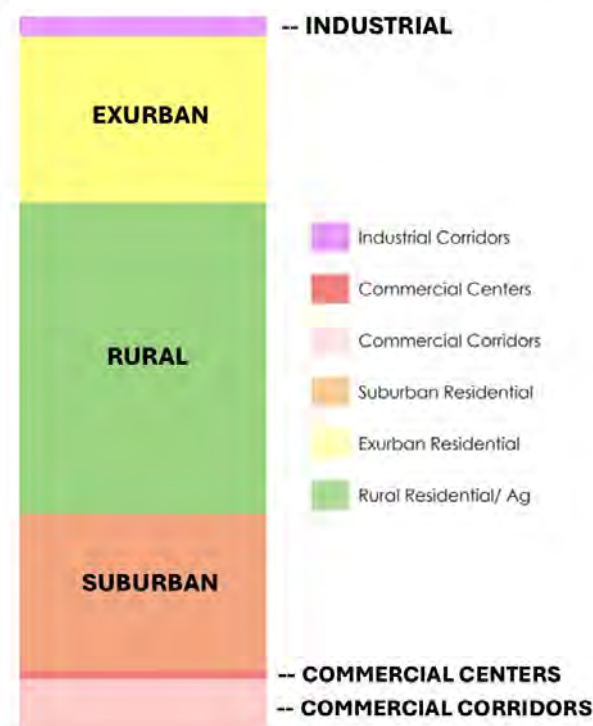 -- INDUSTRIAL
EXURBAN
RURAL
SUBURBAN
-- COMMERCIAL CENTERS
-- COMMERCIAL CORRIDORS
Industrial Corridors
Commercial Centers
Commercial Corridors
Suburban Residential
Exurban Residential
Rural Residential/ Ag